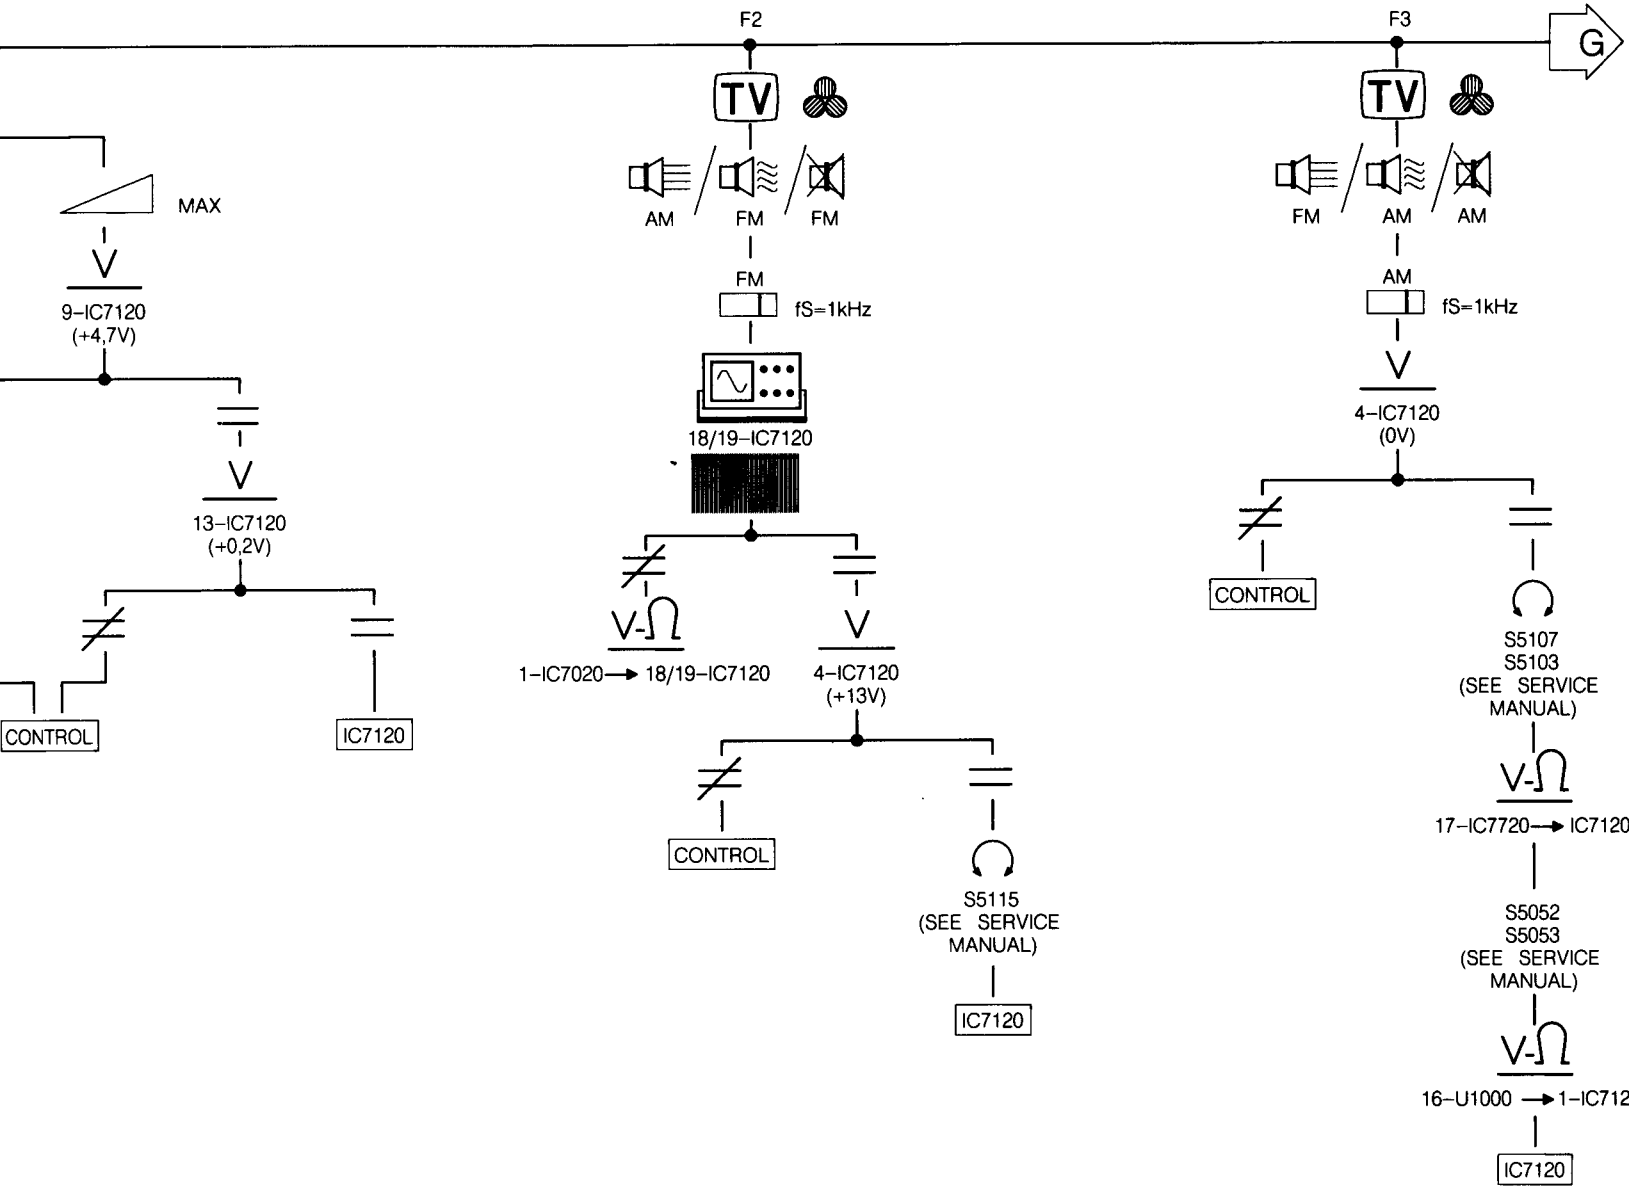 F2
F3
G
TV
TV
MAX
AM
FM
FM
FM
AM
AM
V
9-IC7120
(+4,7V)
FM
fS=1kHz
AM
fS=1kHz
V
4-IC7120
(0V)
18/19-IC7120
V
13-IC7120
(+0,2V)
CONTROL
IC7120
V-Ω
1-IC7020→ 18/19-IC7120
V
4-IC7120
(+13V)
CONTROL
S5115
(SEE SERVICE
MANUAL)
IC7120
CONTROL
S5107
S5103
(SEE SERVICE
MANUAL)
V-Ω
17-IC7720→ IC7120
S5052
S5053
(SEE SERVICE
MANUAL)
V-Ω
16-U1000 →1-IC712
IC7120